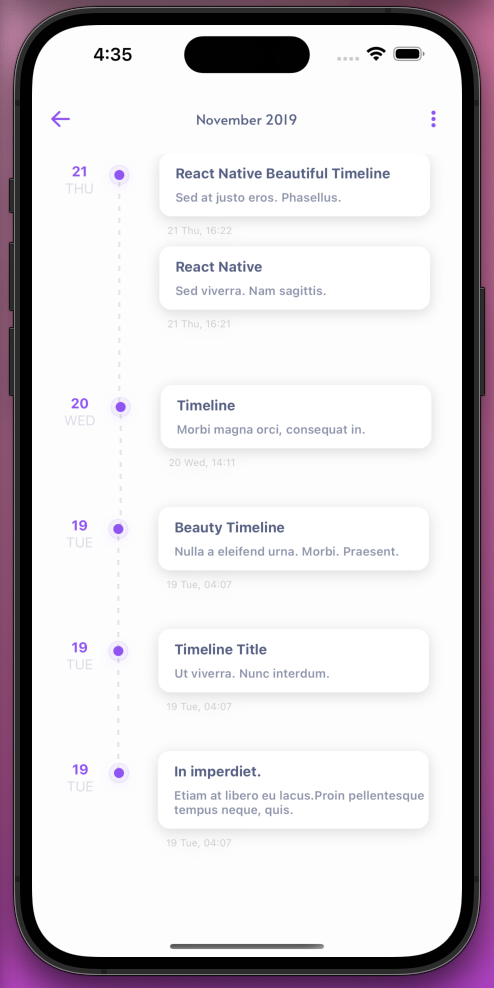 4:35
November 2019
21
THU
React Native Beautiful Timeline
Sed at justo eros. Phasellus.
21 Thu, 16:22
React Native
Sed viverra. Nam sagittis.
21 Thu, 16:21
20
WED
Timeline
Morbi magna orci, consequat in.
20 Wed, 14:11
19
TUE
Beauty Timeline
Nulla a eleifend urna. Morbi. Praesent.
19 Tue, 04:07
19
TUE
Timeline Title
Ut viverra. Nunc interdum.
19 Tue, 04:07
19
TUE
In imperdiet.
Etiam at libero eu lacus.Proin pellentesque
tempus neque, quis.
19 Tue, 04:07